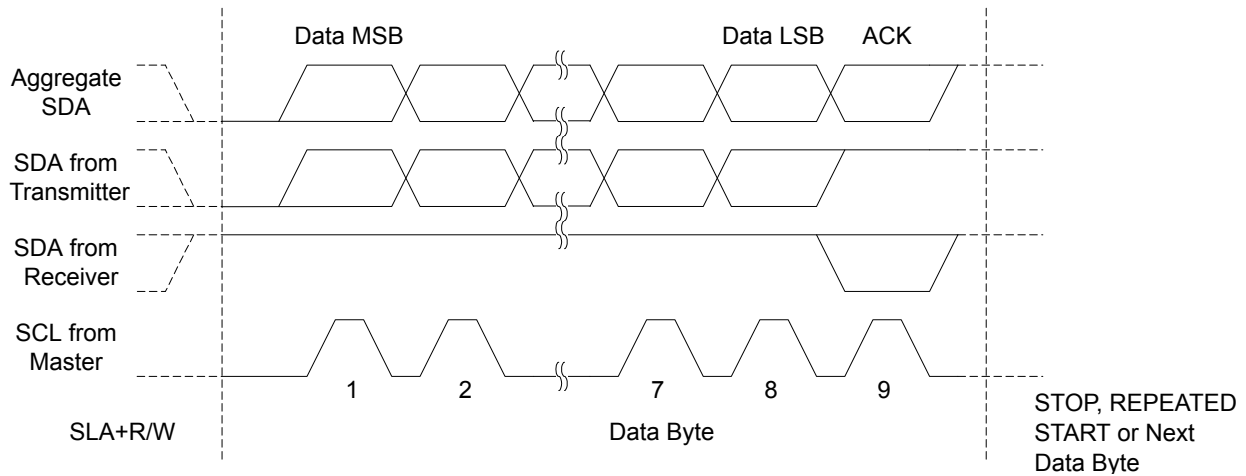 Data MSB
Data LSB
ACK
Aggregate
SDA
SDA from
Transmitter
SDA from
Receiver
SCL from
Master
1
2
7
8
9
SLA+R/W
Data Byte
STOP, REPEATED
START or Next
Data Byte